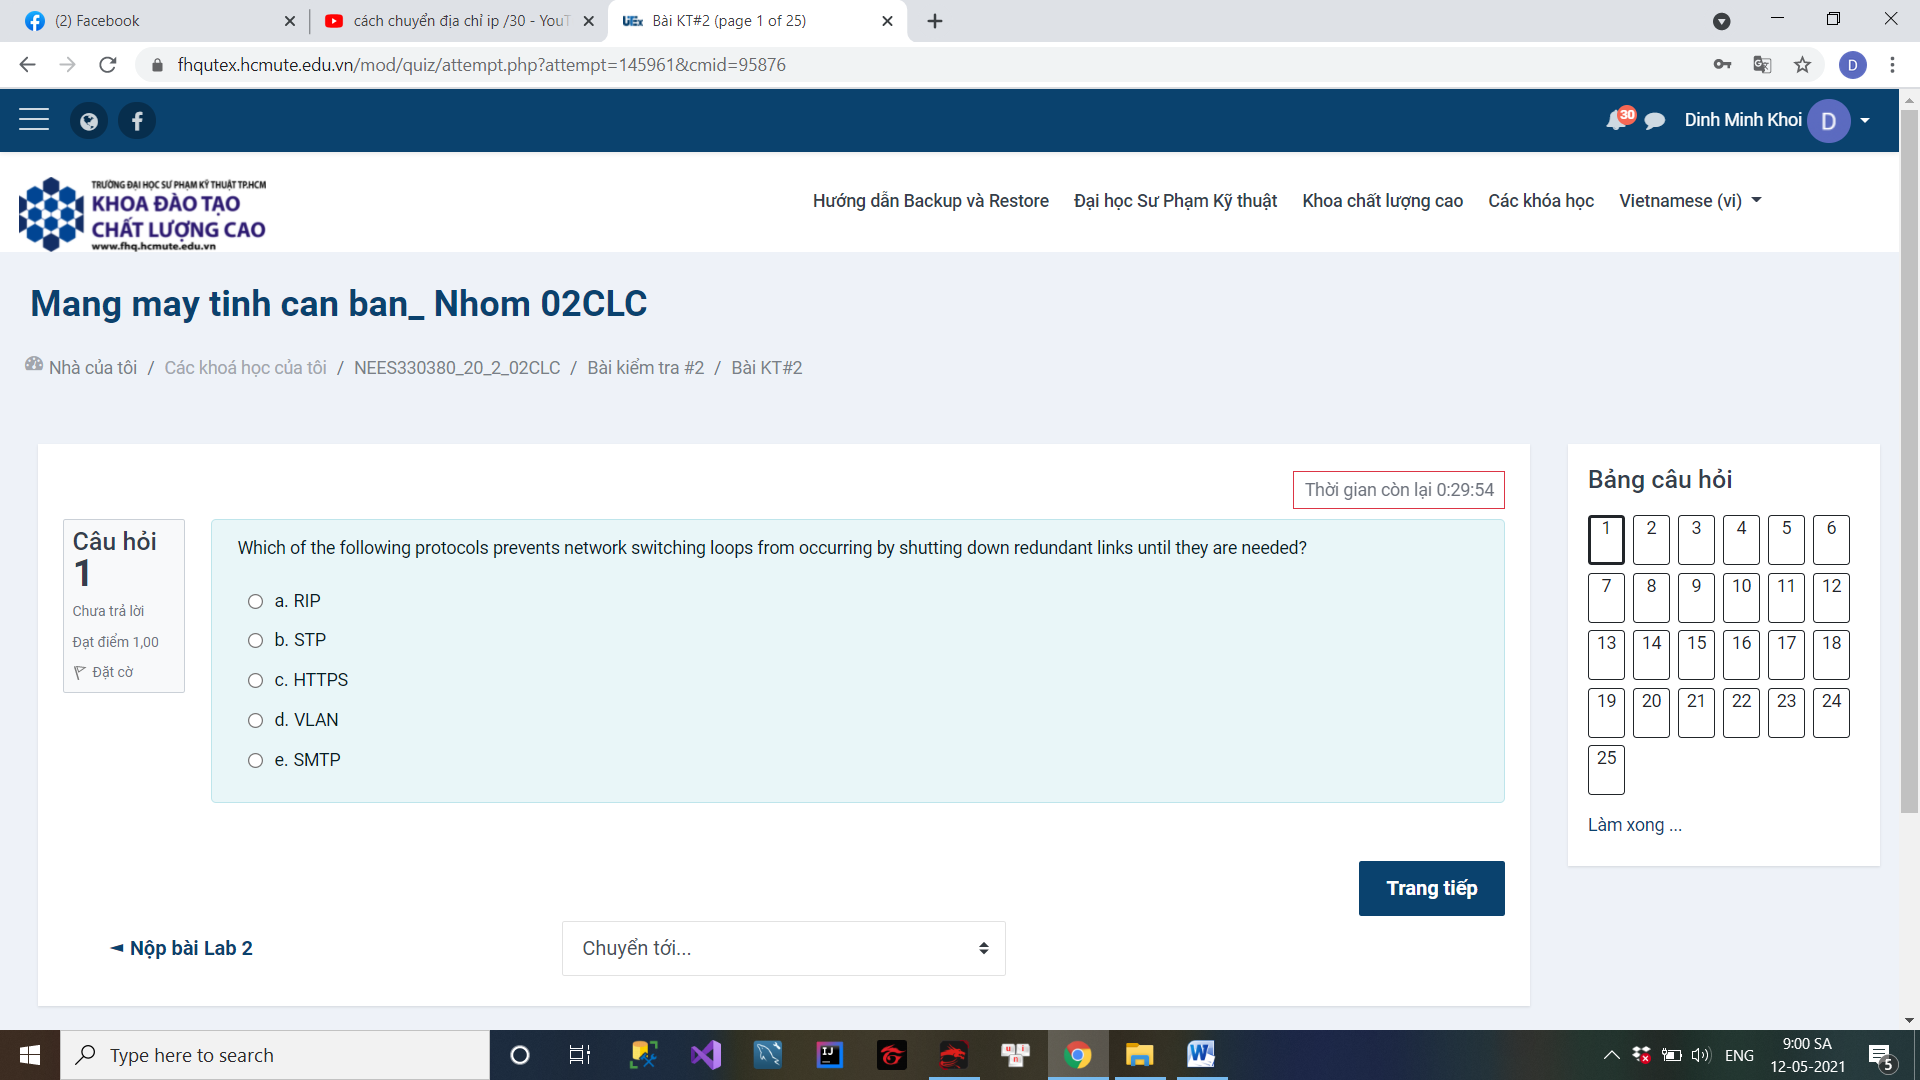 (2) Facebook
cách chuyển địa chỉ ip /30 - YouT
UTEx Bài KT#2 (page 1 of 25)
fhqutex.hcmute.edu.vn/mod/quiz/attempt.php?attempt=145961&cmid=95876
D
30
Dinh Minh Khoi
D
TRƯỜNG ĐẠI HỌC SƯ PHẠM KỸ THUẬT TP.HCM
KHOA ĐÀO TẠO
CHẤT LƯỢNG CAO
www.fhq.hcmute.edu.vn
Hướng dẫn Backup và Restore
Đại học Sư Phạm Kỹ thuật
Khoa chất lượng cao
Các khóa học
Vietnamese (vi)
Mang may tinh can ban_ Nhom 02CLC
Nhà của tôi / Các khoá học của tôi / NEES330380_20_2_02CLC / Bài kiểm tra #2 / Bài KT#2
Thời gian còn lại 0:29:54
Câu hỏi
1
Chưa trả lời
Đạt điểm 1,00
Đặt cờ
Which of the following protocols prevents network switching loops from occurring by shutting down redundant links until they are needed?
a. RIP
b. STP
c. HTTPS
d. VLAN
e. SMTP
Trang tiếp
◄ Nộp bài Lab 2
Chuyển tới...
Bảng câu hỏi
1 2 3 4 5 6
7 8 9 10 11 12
13 14 15 16 17 18
19 20 21 22 23 24
25
Làm xong ...
Type here to search
IJ
W
ENG
9:00 SA
12-05-2021
5